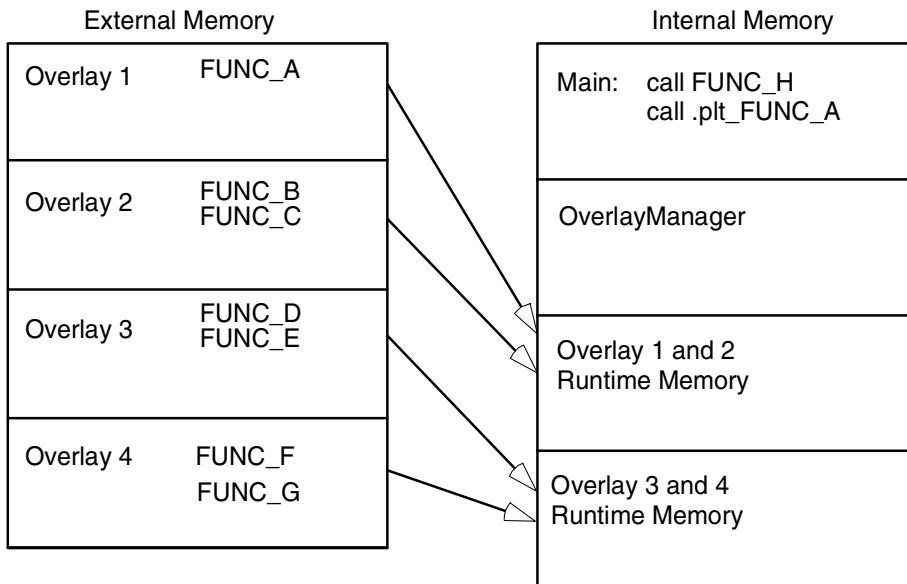 External Memory
Overlay 1 FUNC_A
Overlay 2 FUNC_B
FUNC_C
Overlay 3 FUNC_D
FUNC_E
Overlay 4 FUNC_F
FUNC_G
Internal Memory
Main: call FUNC_H
call .plt_FUNC_A
OverlayManager
Overlay 1 and 2
Runtime Memory
Overlay 3 and 4
Runtime Memory